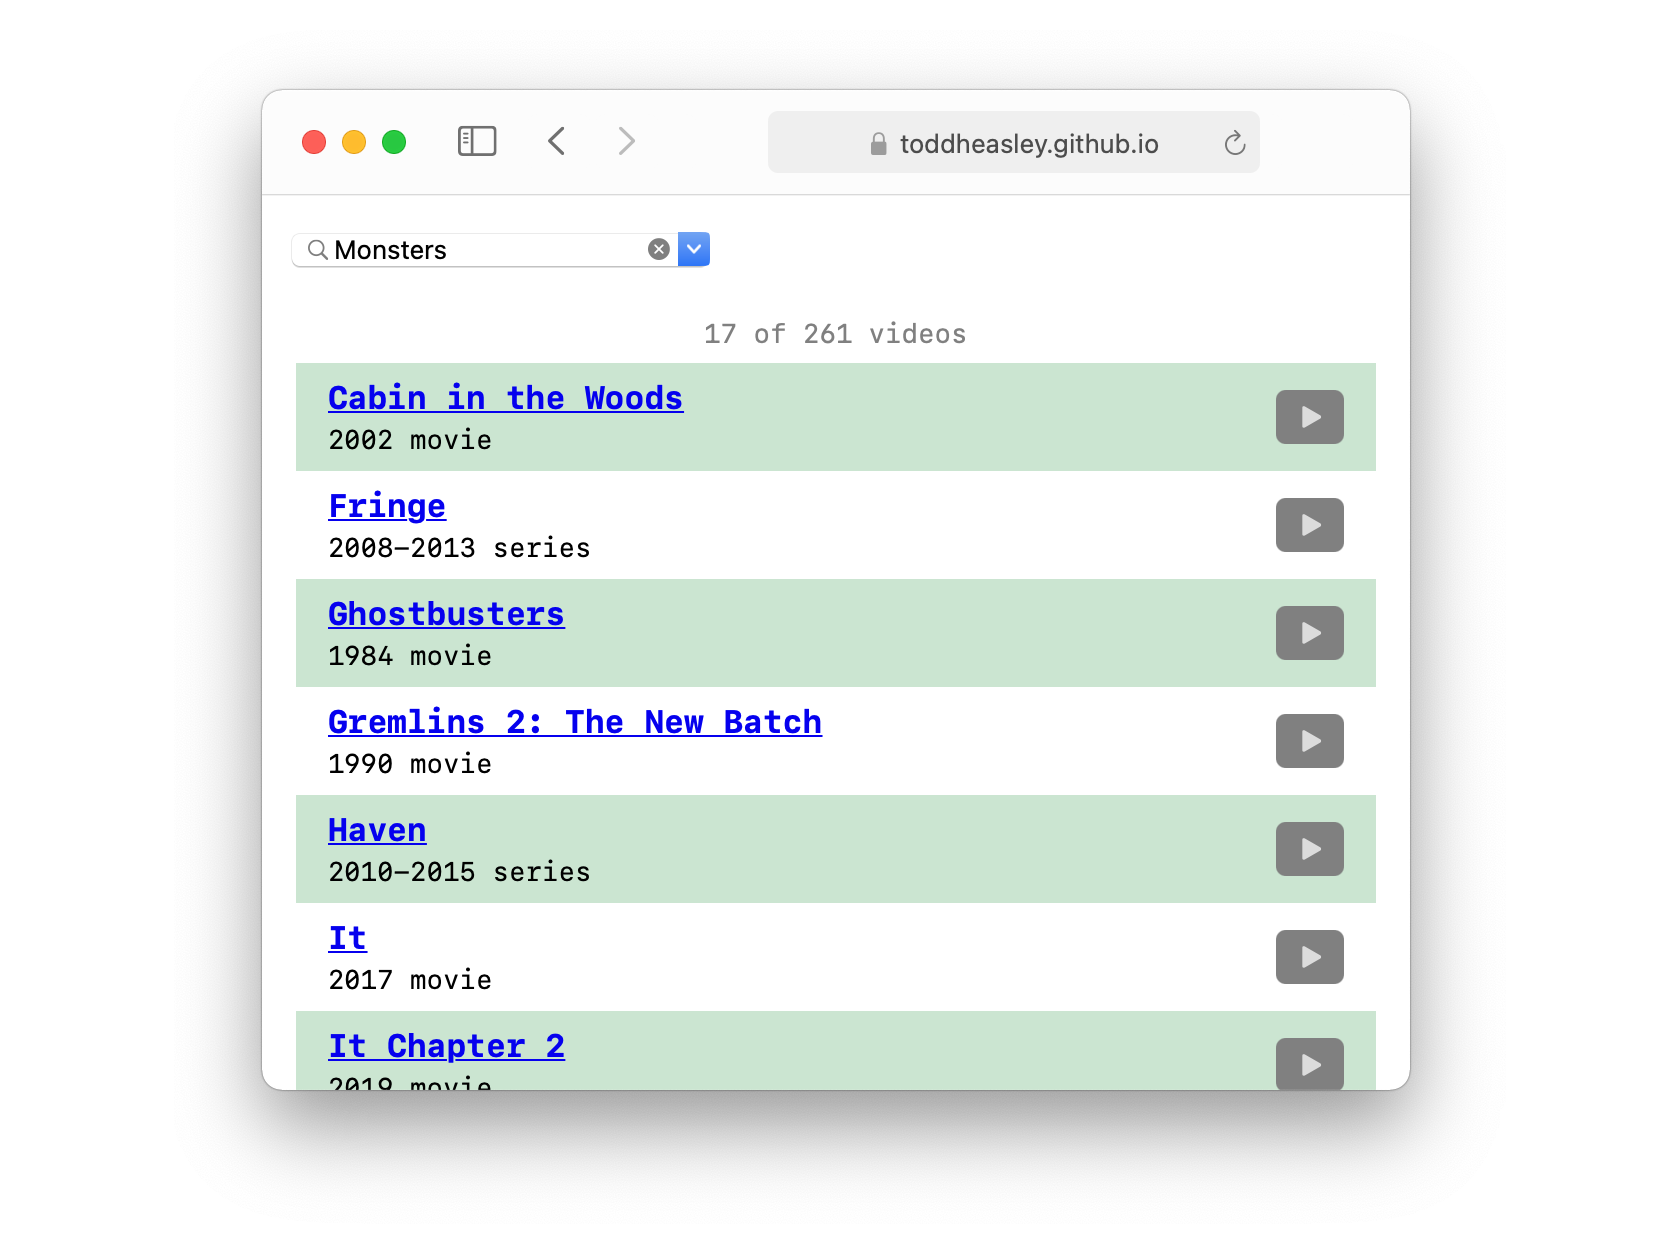 toddheasley.github.io
Monsters
17 of 261 videos
Cabin in the Woods
2002 movie
Fringe
2008–2013 series
Ghostbusters
1984 movie
Gremlins 2: The New Batch
1990 movie
Haven
2010–2015 series
It
2017 movie
It Chapter 2
2019 movie